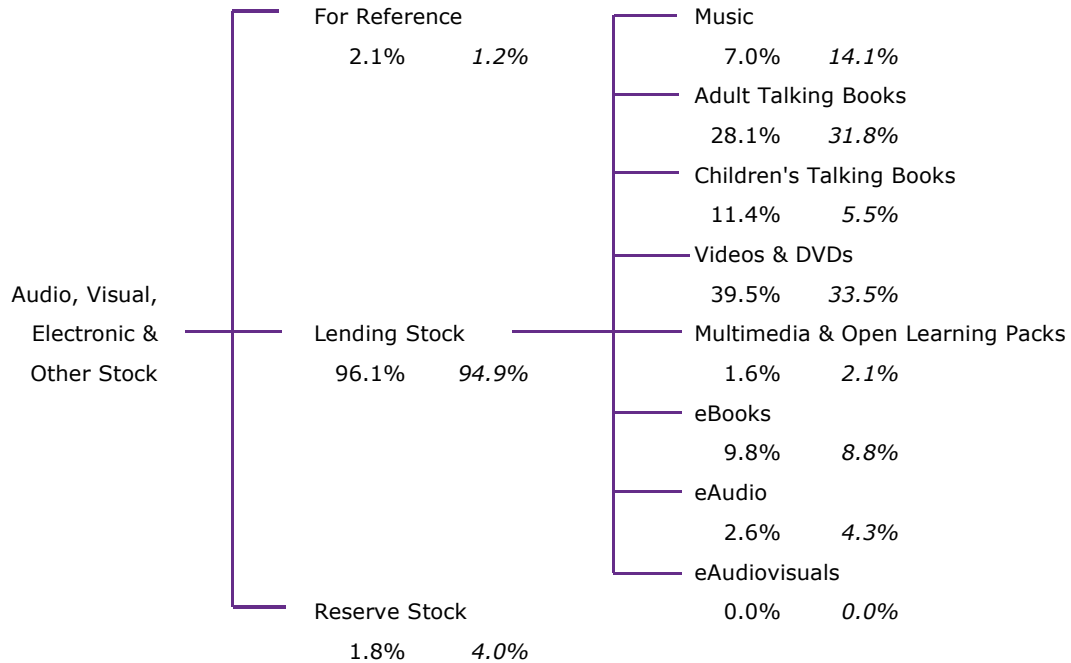 For Reference
2.1% 1.2%
Music
7.0% 14.1%
Adult Talking Books
28.1% 31.8%
Children's Talking Books
11.4% 5.5%
Videos & DVDs
39.5% 33.5%
Audio, Visual,
Electronic &
Other Stock
Lending Stock
96.1% 94.9%
Multimedia & Open Learning Packs
1.6% 2.1%
eBooks
9.8% 8.8%
eAudio
2.6% 4.3%
eAudiovisuals
0.0% 0.0%
Reserve Stock
1.8% 4.0%